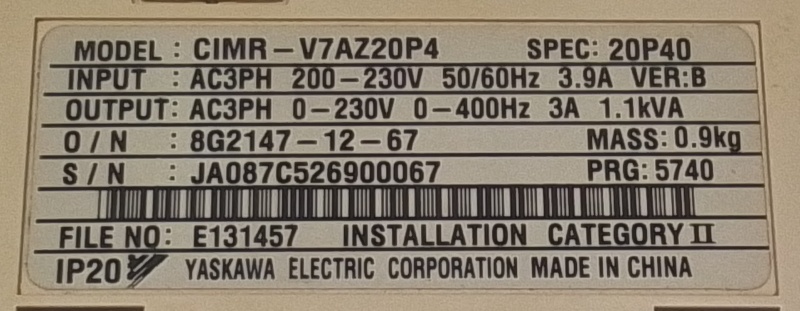 MODEL : CIMR-V7AZ20P4 SPEC: 20P40
INPUT : AC3PH 200-230V 50/60Hz 3.9A VER:B
OUTPUT: AC3PH 0-230V 0-400Hz 3A 1.1kVA
O / N : 8G2147-12-67 MASS: 0.9kg
S / N : JA087C526900067 PRG: 5740
FILE NO: E131457 INSTALLATION CATEGORY II
IP20 YASKAWA ELECTRIC CORPORATION MADE IN CHINA